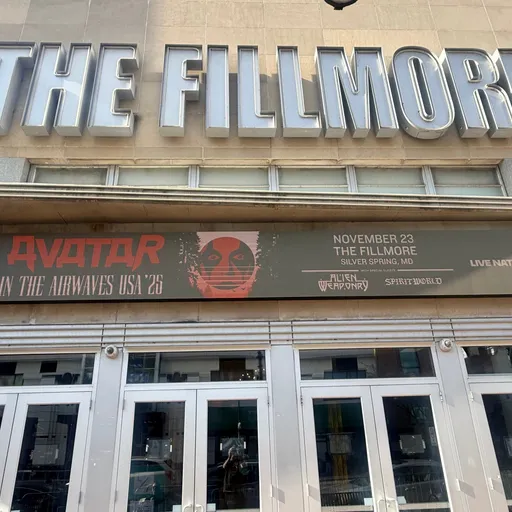 THE FILLMORE
AVATAR
IN THE AIRWAVES USA '25
NOVEMBER 23
THE FILLMORE
SILVER SPRING, MD
ALIEN WEAPONRY
SPIRITWORLD
LIVE NAT